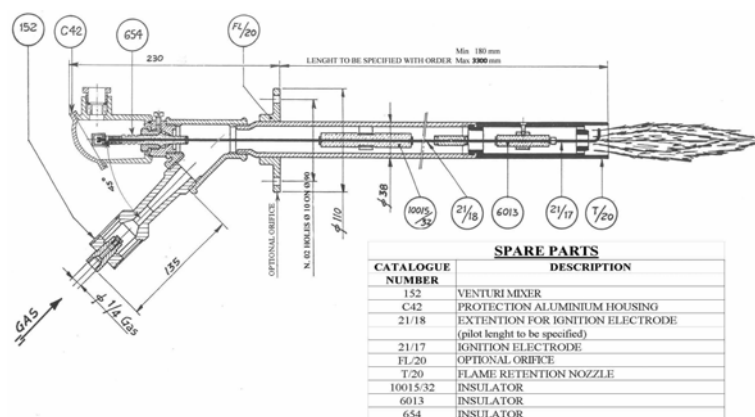 152
C42
654
FL/20
230
LENGHT TO BE SPECIFIED WITH ORDER
Min 180 mm
Max 3300 mm
45°
135
φ 1/4 Gas
GAS
OPTIONAL ORIFICE
N. 02 HOLES Ø 10 ON Ø 90
φ 110
φ 38
10015/32
21/18
6013
21/17
T/20
SPARE PARTS
CATALOGUE NUMBER DESCRIPTION
152 VENTURI MIXER
C42 PROTECTION ALUMINIUM HOUSING
21/18 EXTENTION FOR IGNITION ELECTRODE
(pilot lenght to be specified)
21/17 IGNITION ELECTRODE
FL/20 OPTIONAL ORIFICE
T/20 FLAME RETENTION NOZZLE
10015/32 INSULATOR
6013 INSULATOR
654 INSULATOR